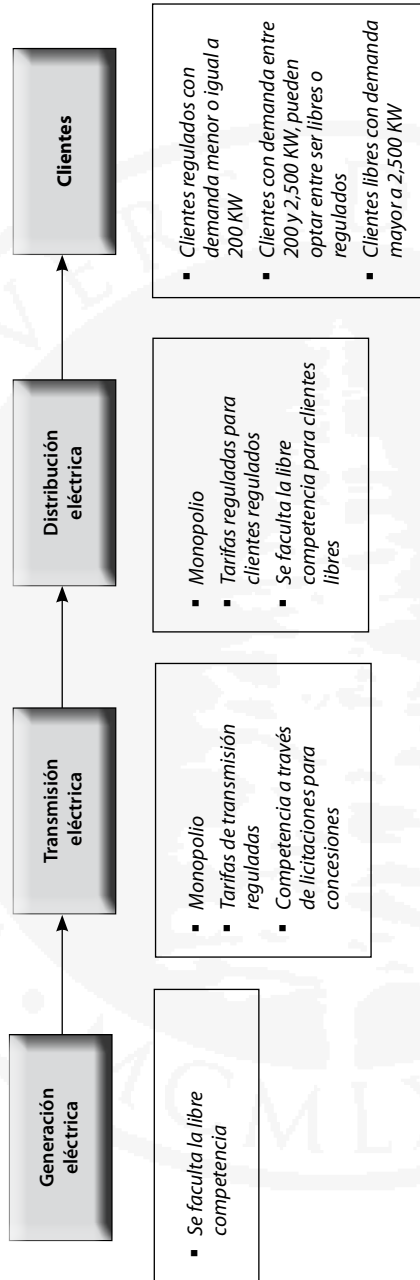 Generación
eléctrica
Transmisión
eléctrica
Distribución
eléctrica
Clientes
▪ Se faculta la libre
competencia
▪ Monopolio
▪ Tarifas de transmisión
reguladas
▪ Competencia a través
de licitaciones para
concesiones
▪ Monopolio
▪ Tarifas reguladas para
clientes regulados
▪ Se faculta la libre
competencia para clientes
libres
▪ Clientes regulados con
demanda menor o igual a
200 KW
▪ Clientes con demanda entre
200 y 2,500 KW, pueden
optar entre ser libres o
regulados
▪ Clientes libres con demanda
mayor a 2,500 KW